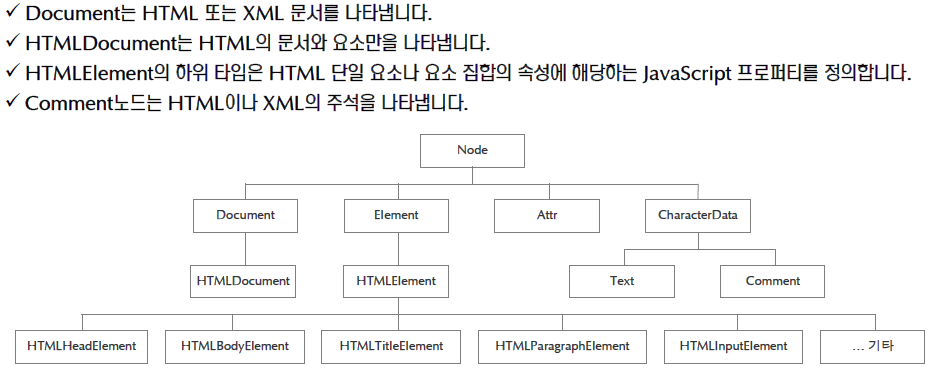 ✓ Document는 HTML 또는 XML 문서를 나타냅니다.
✓ HTMLDocument는 HTML의 문서와 요소만을 나타냅니다.
✓ HTMLElement의 하위 타입은 HTML 단일 요소나 요소 집합의 속성에 해당하는 JavaScript 프로퍼티를 정의합니다.
✓ Comment노드는 HTML이나 XML의 주석을 나타냅니다.
Node
Document Element Attr CharacterData
HTMLDocument HTMLElement Text Comment
HTMLHeadElement HTMLBodyElement HTMLTitleElement HTMLParagraphElement HTMLInputElement ... 기타